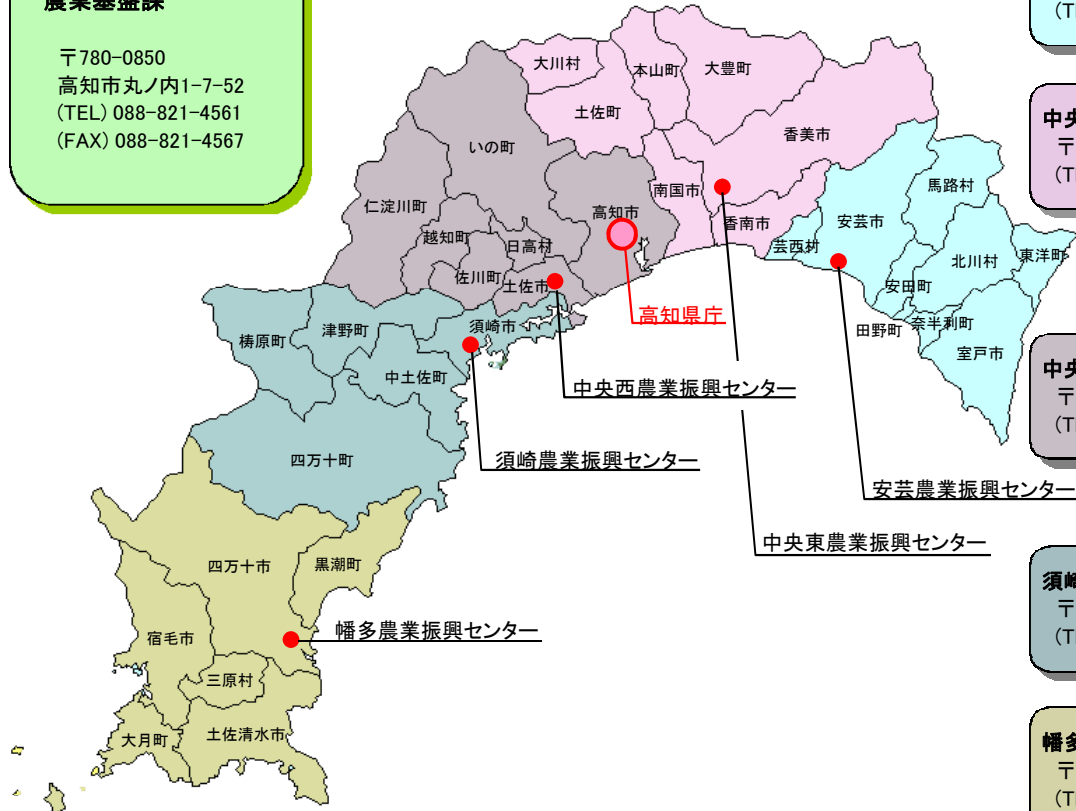 農業基盤課
〒780-0850
高知市丸ノ内1-7-52
(TEL) 088-821-4561
(FAX) 088-821-4567
大川村
本山町
大豊町
土佐町
香美市
いの町
南国市
馬路村
仁淀川町
高知市
香南市
安芸市
越知町
日高村
芸西村
北川村
東洋町
佐川町
土佐市
安田町
高知県庁
田野町
奈半利町
室戸市
須崎市
津野町
梼原町
中土佐町
中央西農業振興センター
須崎農業振興センター
四万十町
安芸農業振興センター
中央東農業振興センター
四万十市
黒潮町
幡多農業振興センター
宿毛市
三原村
大月町
土佐清水市
(T
中央
〒
(T
中央
〒
(T
須崎
〒
(T
幡多
〒
(T